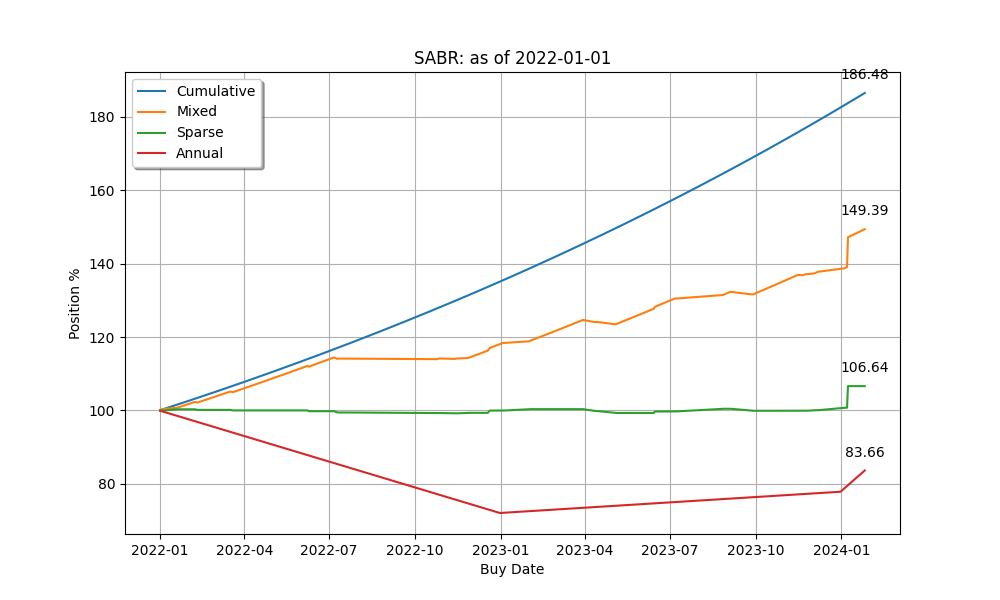 SABR: as of 2022-01-01
186.48
Cumulative
Mixed
Sparse
Annual
180
160
149.39
140
Position %
120
106.64
100
83.66
80
2022-01 2022-04 2022-07 2022-10 2023-01 2023-04 2023-07 2023-10 2024-01
Buy Date